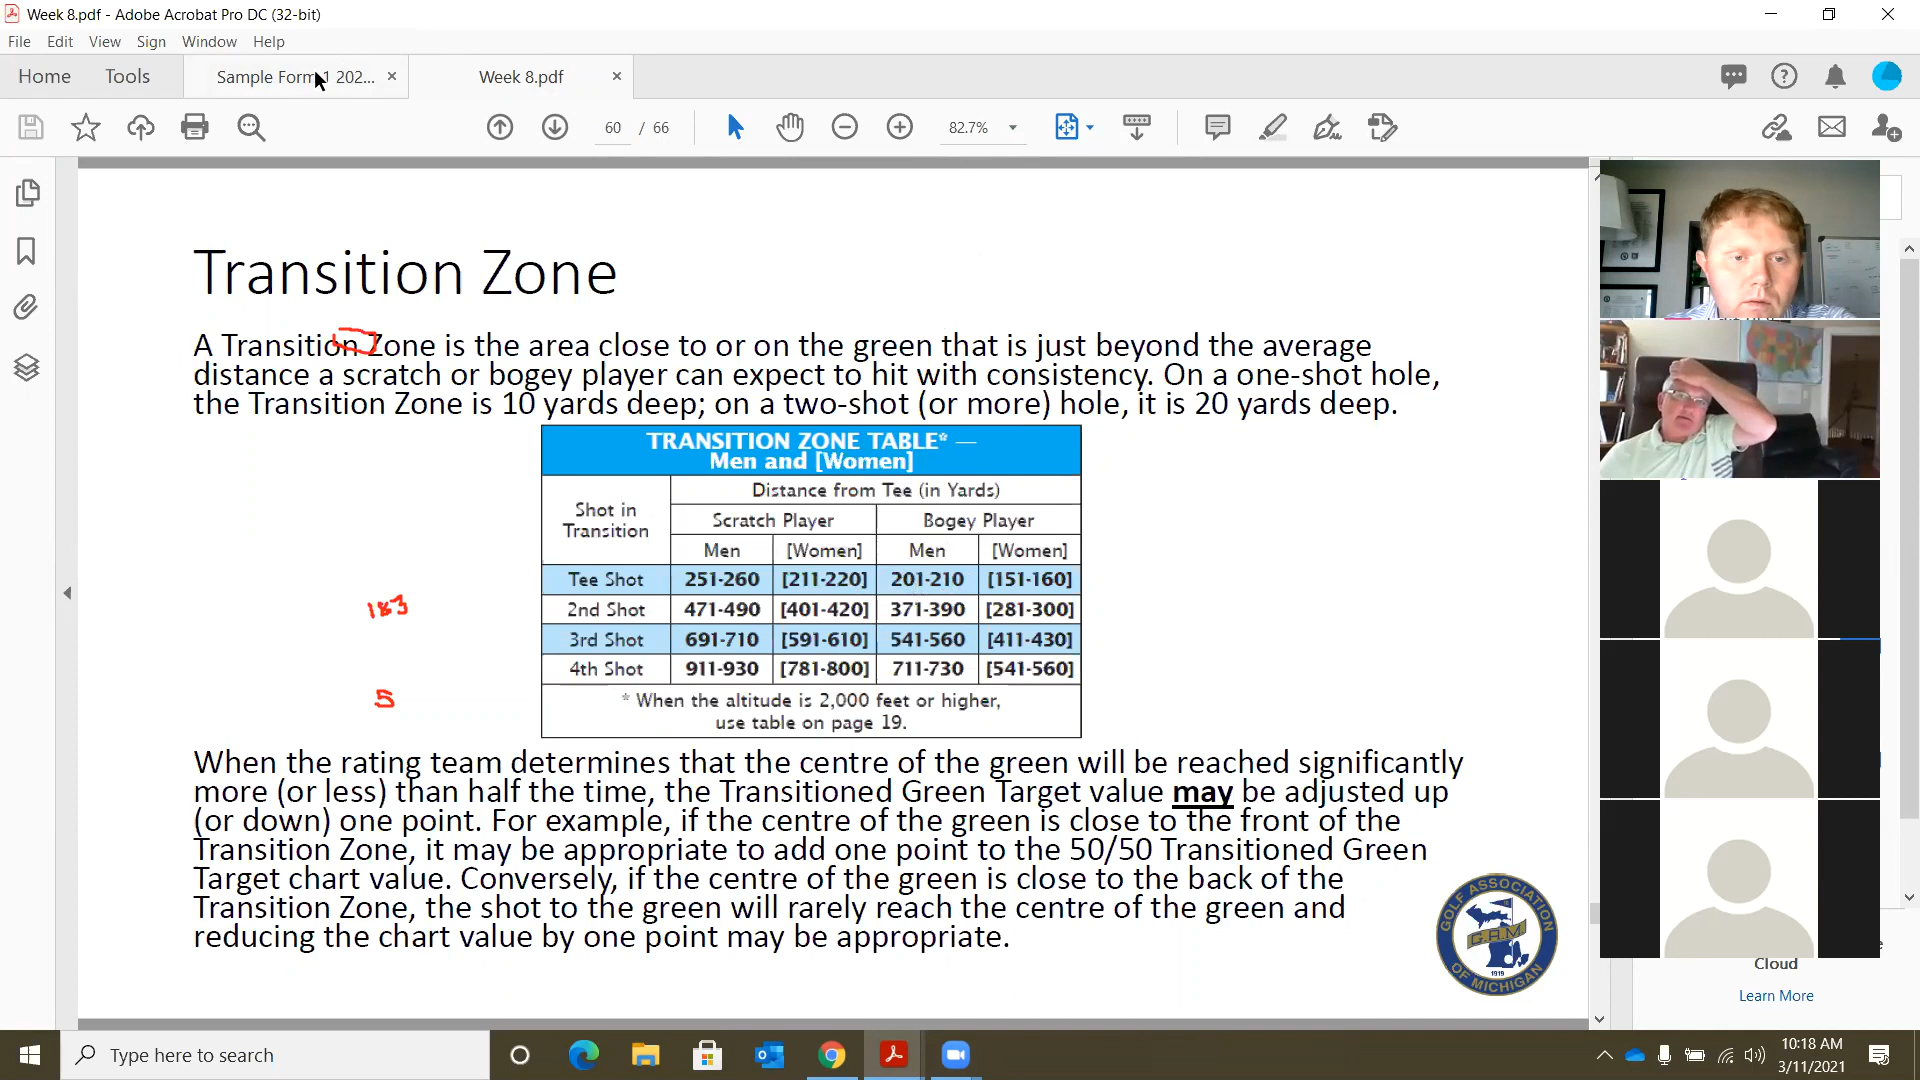 Week 8.pdf - Adobe Acrobat Pro DC (32-bit)
File Edit View Sign Window Help
Home Tools Sample Form 1 202... Week 8.pdf
60 / 66 82.7%
Transition Zone
A Transition Zone is the area close to or on the green that is just beyond the average
distance a scratch or bogey player can expect to hit with consistency. On a one-shot hole,
the Transition Zone is 10 yards deep; on a two-shot (or more) hole, it is 20 yards deep.
TRANSITION ZONE TABLE* —
Men and [Women]
Shot in
Transition
Distance from Tee (in Yards)
Scratch Player Bogey Player
Men [Women] Men [Women]
Tee Shot 251-260 [211-220] 201-210 [151-160]
2nd Shot 471-490 [401-420] 371-390 [281-300]
3rd Shot 691-710 [591-610] 541-560 [411-430]
4th Shot 911-930 [781-800] 711-730 [541-560]
* When the altitude is 2,000 feet or higher,
use table on page 19.
183
5
When the rating team determines that the centre of the green will be reached significantly
more (or less) than half the time, the Transitioned Green Target value may be adjusted up
(or down) one point. For example, if the centre of the green is close to the front of the
Transition Zone, it may be appropriate to add one point to the 50/50 Transitioned Green
Target chart value. Conversely, if the centre of the green is close to the back of the
Transition Zone, the shot to the green will rarely reach the centre of the green and
reducing the chart value by one point may be appropriate.
GOLF ASSOCIATION
G.A.M
1919
OF MICHIGAN
Cloud
Learn More
Type here to search
10:18 AM
3/11/2021